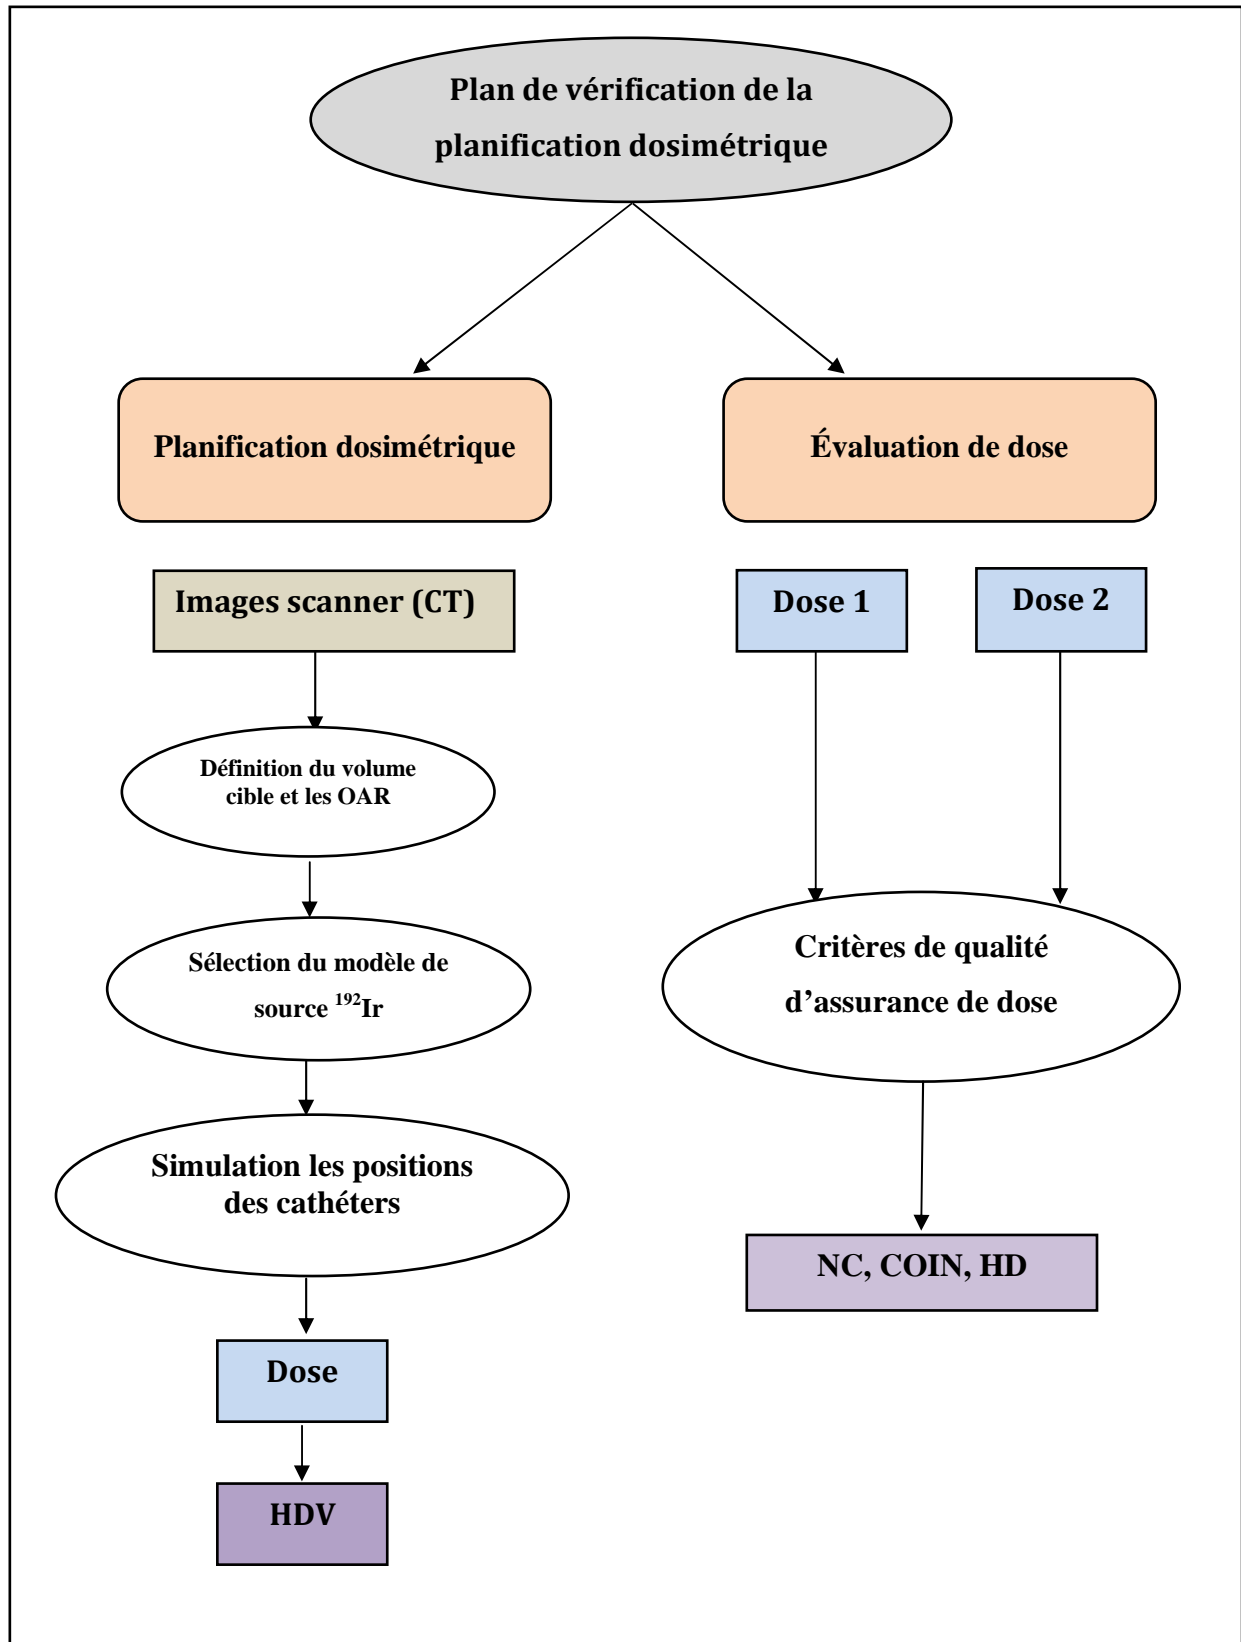 Plan de vérification de la
planification dosimétrique
Planification dosimétrique
Évaluation de dose
Images scanner (CT)
Dose 1
Dose 2
Définition du volume
cible et les OAR
Sélection du modèle de
source ¹⁹²Ir
Critères de qualité
d’assurance de dose
Simulation les positions
des cathéters
NC, COIN, HD
Dose
HDV